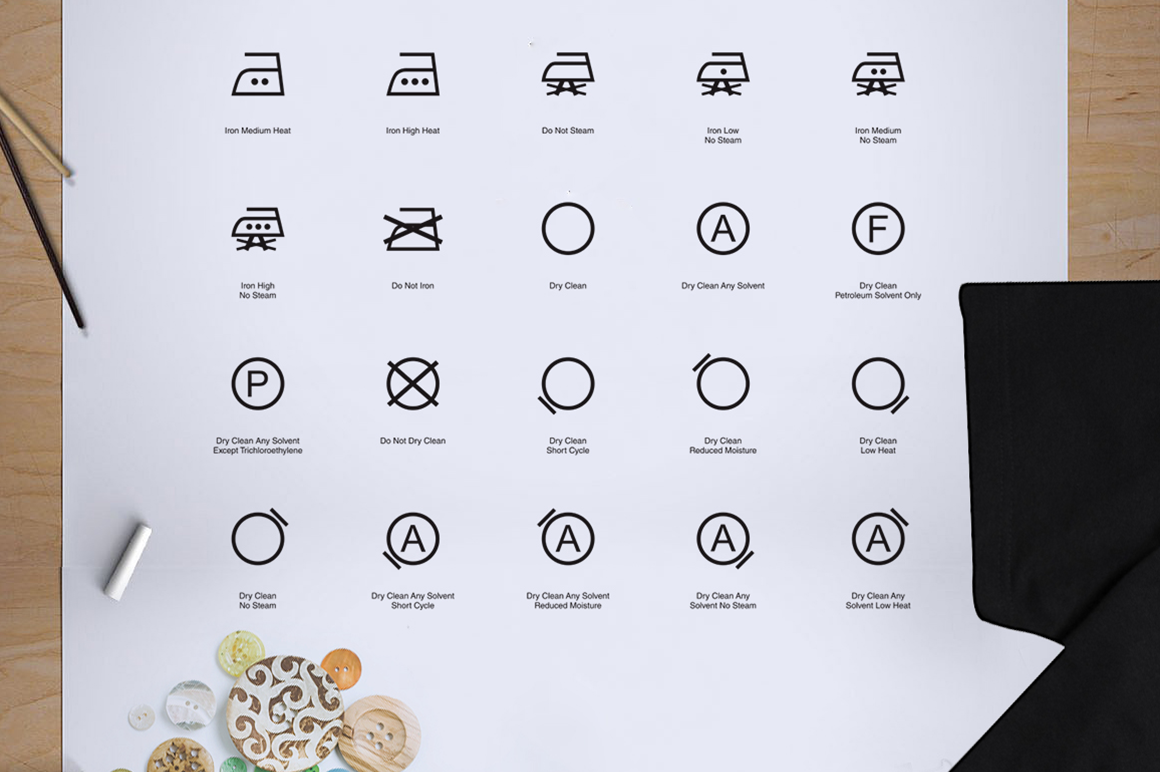 Iron Medium Heat
Iron High Heat
Do Not Steam
Iron Low
No Steam
Iron Medium
No Steam
Iron High
No Steam
Do Not Iron
Dry Clean
A
Dry Clean Any Solvent
F
Dry Clean
Petroleum Solvent Only
P
Dry Clean Any Solvent
Except Trichloroethylene
Do Not Dry Clean
Dry Clean
Short Cycle
Dry Clean
Reduced Moisture
Dry Clean
Low Heat
Dry Clean
No Steam
A
Dry Clean Any Solvent
Short Cycle
A
Dry Clean Any Solvent
Reduced Moisture
A
Dry Clean Any
Solvent No Steam
A
Dry Clean Any
Solvent Low Heat